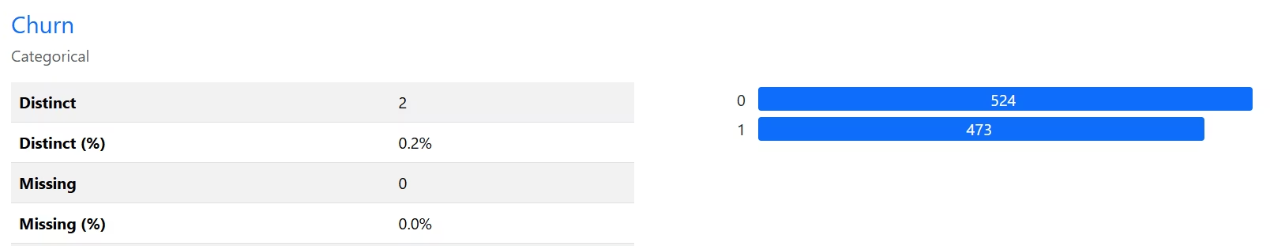 Churn
Categorical
Distinct 2
Distinct (%) 0.2%
Missing 0
Missing (%) 0.0%
0 524
1 473